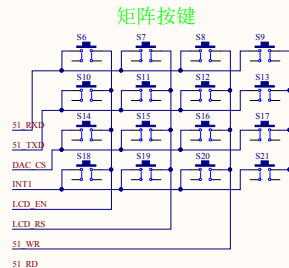 矩阵按键
S6 S7 S8 S9
S10 S11 S12 S13
S14 S15 S16 S17
S18 S19 S20 S21
51_RXD
51_TXD
DAC_CS
INT1
LCD_EN
LCD_RS
51_WR
51_RD